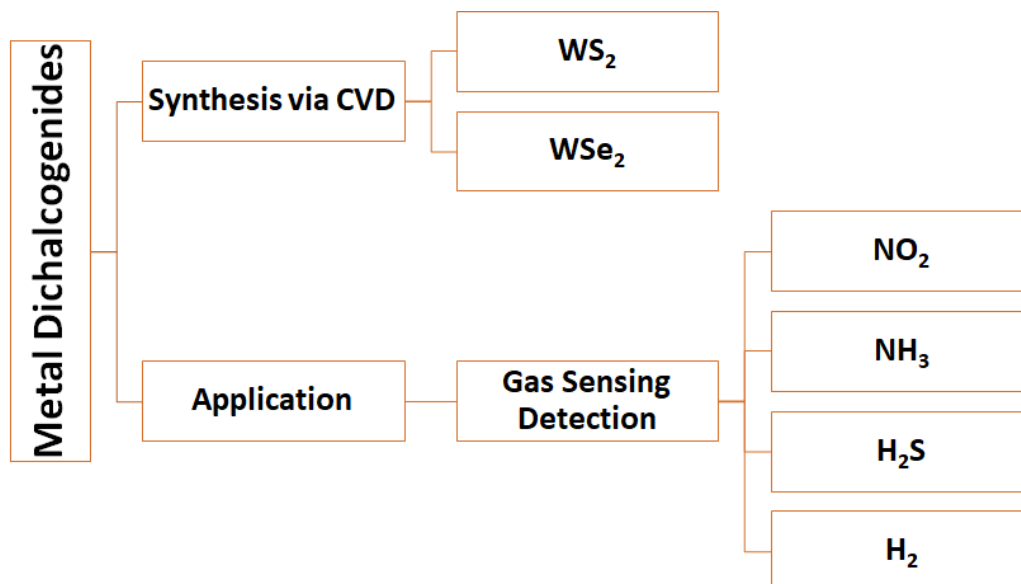 Metal Dichalcogenides
Synthesis via CVD
WS₂
WSe₂
Application
Gas Sensing
Detection
NO₂
NH₃
H₂S
H₂